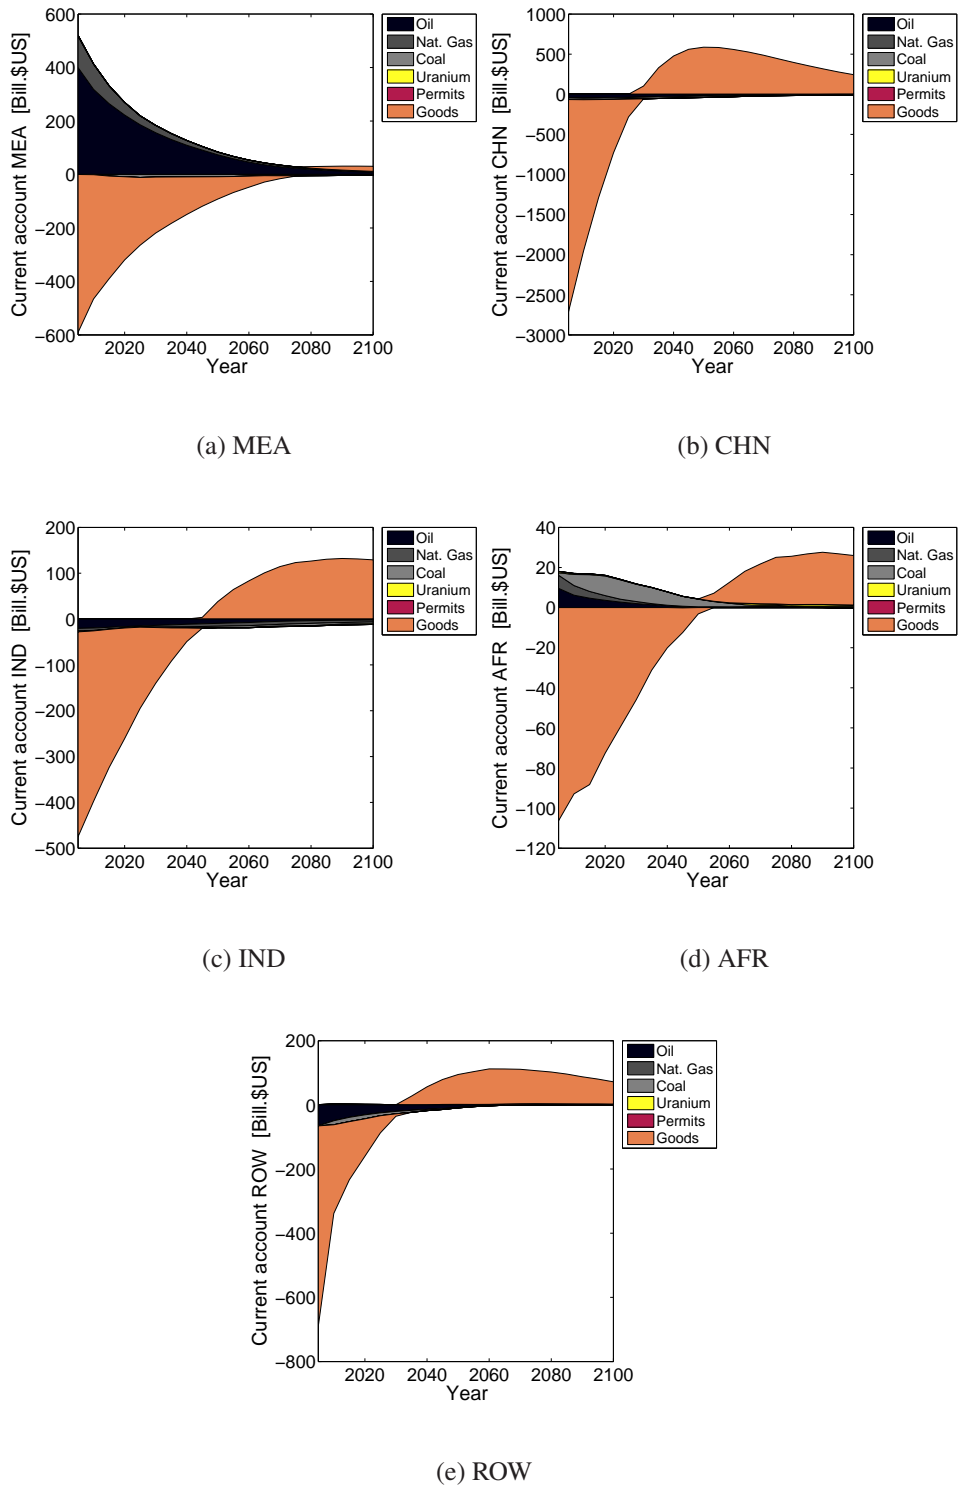 600
400
200
0
−200
−400
−600
2020 2040 2060 2080 2100
Year
Current account MEA [Bill.$US]
Oil
Nat. Gas
Coal
Uranium
Permits
Goods
(a) MEA
1000
500
0
−500
−1000
−1500
−2000
−2500
−3000
2020 2040 2060 2080 2100
Year
Current account CHN [Bill.$US]
Oil
Nat. Gas
Coal
Uranium
Permits
Goods
(b) CHN
200
100
0
−100
−200
−300
−400
−500
2020 2040 2060 2080 2100
Year
Current account IND [Bill.$US]
Oil
Nat. Gas
Coal
Uranium
Permits
Goods
(c) IND
40
20
0
−20
−40
−60
−80
−100
−120
2020 2040 2060 2080 2100
Year
Current account AFR [Bill.$US]
Oil
Nat. Gas
Coal
Uranium
Permits
Goods
(d) AFR
200
0
−200
−400
−600
−800
2020 2040 2060 2080 2100
Year
Current account ROW [Bill.$US]
Oil
Nat. Gas
Coal
Uranium
Permits
Goods
(e) ROW